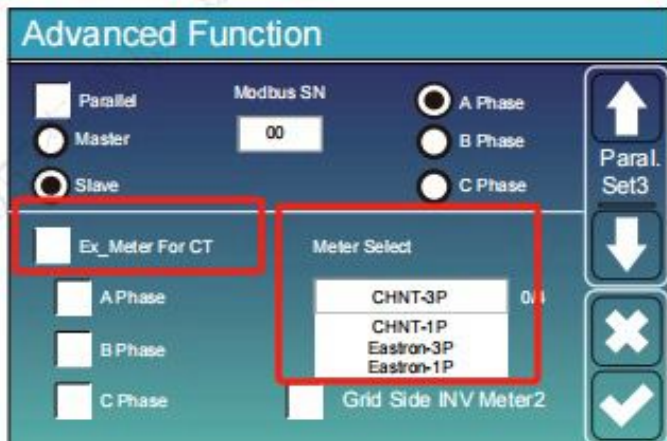 Advanced Function
Parallel
Modbus SN
A Phase
Master
00
B Phase
Slave
C Phase
Paral.
Set3
Ex_Meter For CT
Meter Select
A Phase
CHNT-3P
CHNT-1P
B Phase
Eastron-3P
Eastron-1P
C Phase
Grid Side INV Meter2